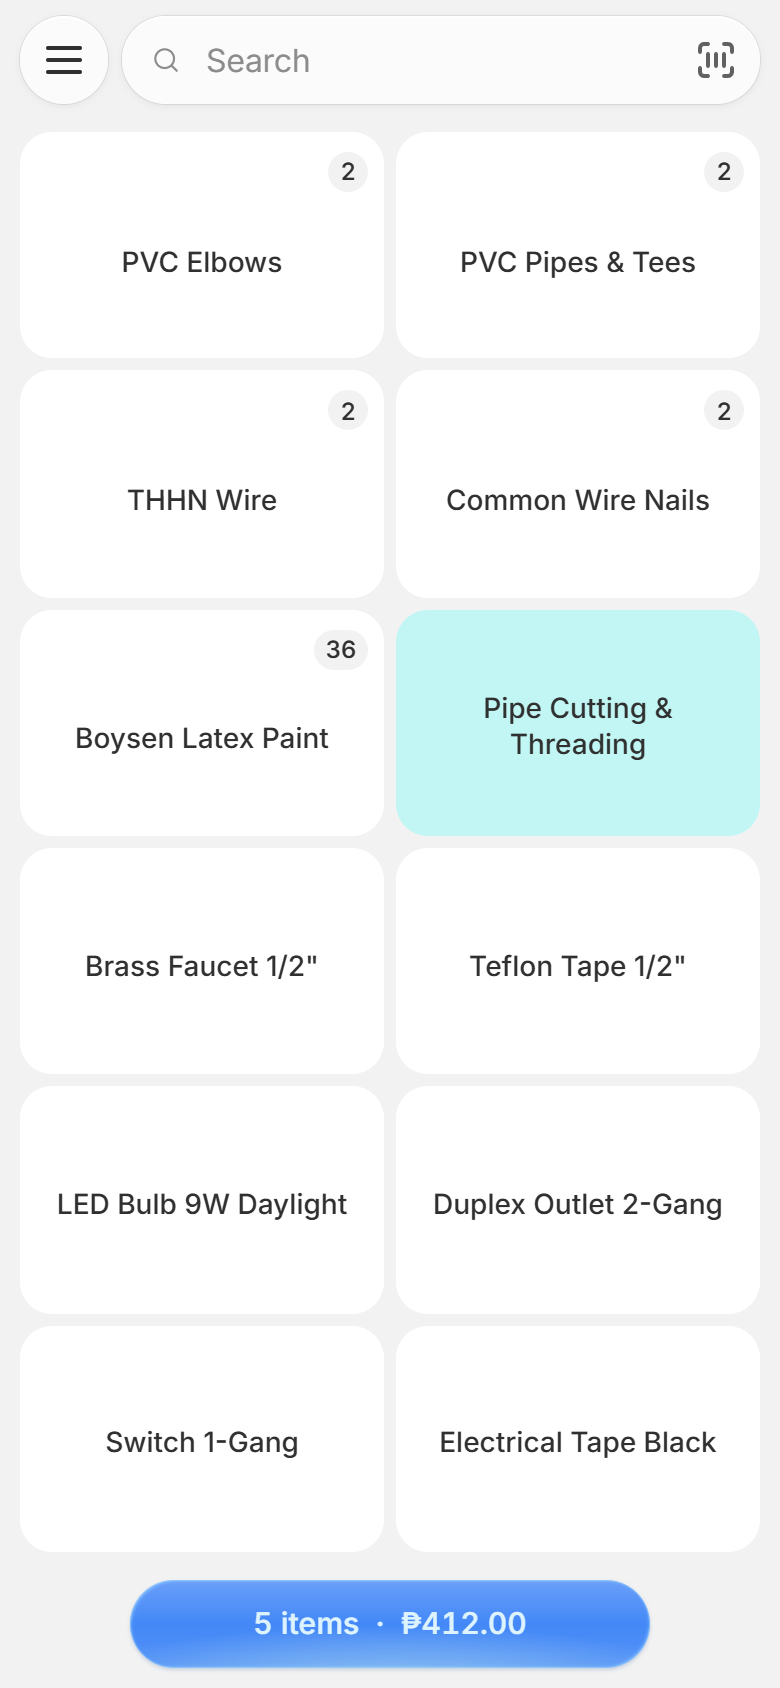 Search
2
PVC Elbows
2
PVC Pipes & Tees
2
THHN Wire
2
Common Wire Nails
36
Boysen Latex Paint
Pipe Cutting &
Threading
Brass Faucet 1/2"
Teflon Tape 1/2"
LED Bulb 9W Daylight
Duplex Outlet 2-Gang
Switch 1-Gang
Electrical Tape Black
5 items · ₱412.00